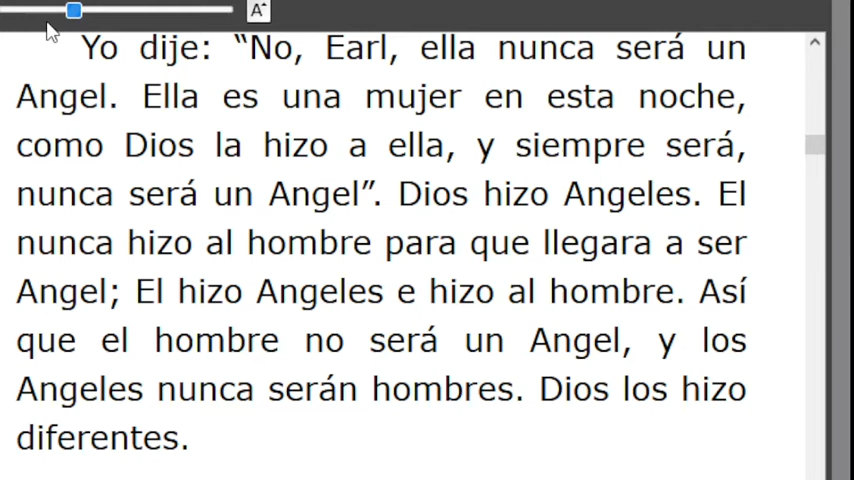 A
Yo dije: “No, Earl, ella nunca será un
Angel. Ella es una mujer en esta noche,
como Dios la hizo a ella, y siempre será,
nunca será un Angel”. Dios hizo Angeles. El
nunca hizo al hombre para que llegara a ser
Angel; El hizo Angeles e hizo al hombre. Así
que el hombre no será un Angel, y los
Angeles nunca serán hombres. Dios los hizo
diferentes.